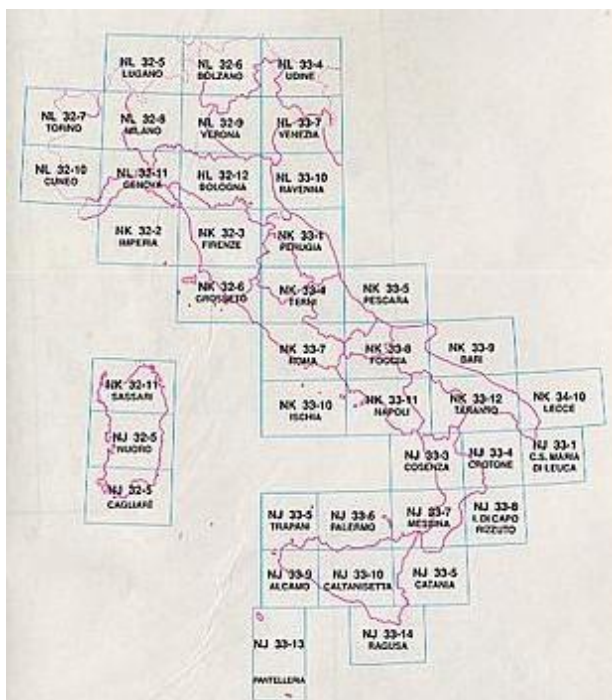 NL 32-5
LUGANO
NL 32-6
BOLZANO
NL 33-4
UDINE
NL 32-7
TORINO
NL 32-8
MILANO
NL 32-9
VERONA
NL 33-7
VENEZIA
NL 32-10
CUNEO
NL 32-11
GENOVA
NL 32-12
BOLOGNA
NL 33-10
RAVENNA
NK 32-2
IMPERIA
NK 32-3
FIRENZE
NK 33-1
PERUGIA
NK 32-6
GROSSETO
NK 33-4
TERNI
NK 33-5
PESCARA
NK 33-7
ROMA
NK 33-8
FOGGIA
NK 33-9
BARI
NK 32-11
SASSARI
NK 33-10
ISCHIA
NK 33-11
NAPOLI
NK 33-12
TARANTO
NK 34-10
LECCE
NJ 32-5
NUORO
NJ 33-3
COSENZA
NJ 33-4
CROTONE
NJ 33-1
C.S. MARIA
DI LEUCA
NJ 32-5
CAGLIARI
NJ 33-5
TRAPANI
NJ 33-6
PALERMO
NJ 33-7
MESSINA
NJ 33-8
I. DI CAPO
RIZZUTO
NJ 33-9
ALCAMO
NJ 33-10
CALTANISETTA
NJ 33-5
CATANIA
NJ 33-13
PANTELLERIA
NJ 33-14
RAGUSA